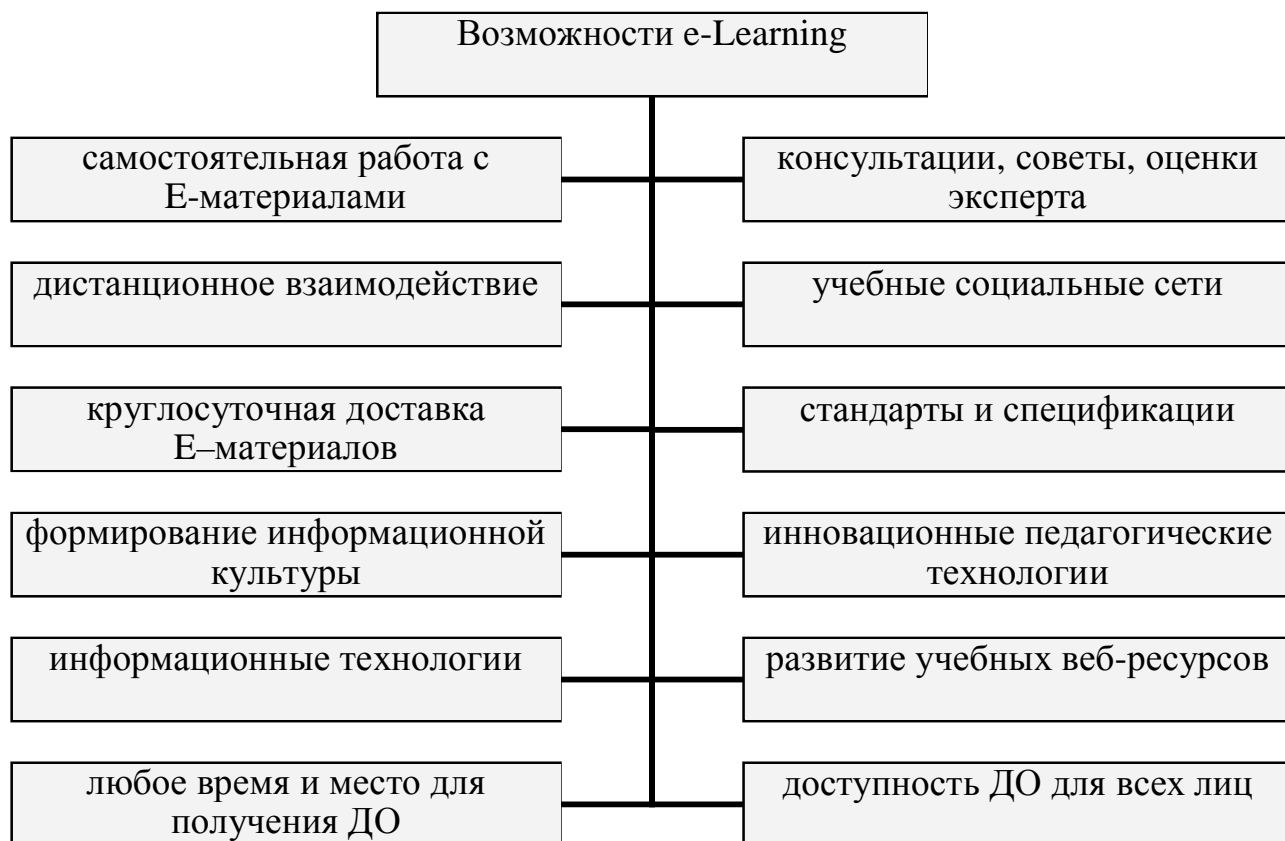 Возможности e-Learning
самостоятельная работа с
Е-материалами
консультации, советы, оценки
эксперта
дистанционное взаимодействие
учебные социальные сети
круглосуточная доставка
Е–материалов
стандарты и спецификации
формирование информационной
культуры
инновационные педагогические
технологии
информационные технологии
развитие учебных веб-ресурсов
любое время и место для
получения ДО
доступность ДО для всех лиц